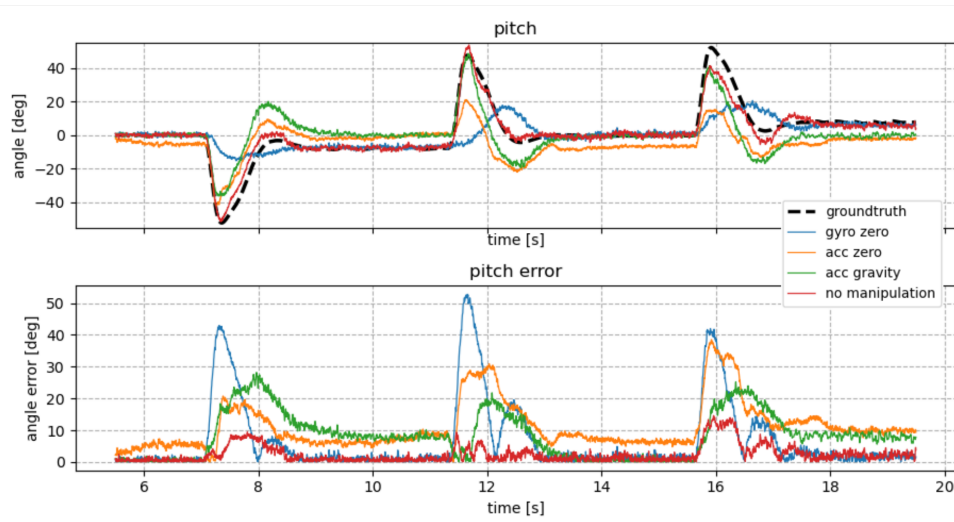 pitch
angle [deg]
40
20
0
−20
−40
time [s]
groundtruth
gyro zero
acc zero
acc gravity
no manipulation
pitch error
angle error [deg]
50
40
30
20
10
0
6 8 10 12 14 16 18 20
time [s]